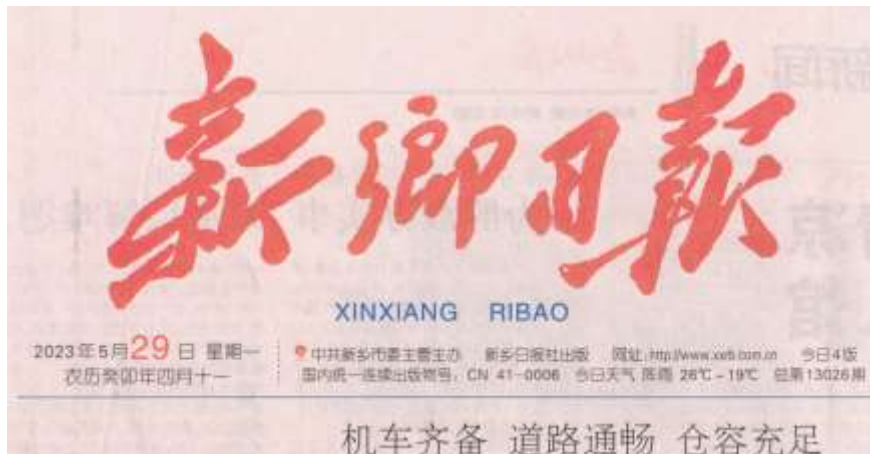 新鄉日報
XINXIANG RIBAO
2023年5月29日 星期一
农历癸卯年四月十一
中共新乡市委主管主办 新乡日报社出版 网址:http://www.xxrb.com.cn 今日4版
国内统一连续出版物号:CN 41-0006 今日天气 阵雨 26℃-19℃ 总第13026期
机车齐备 道路通畅 仓容充足